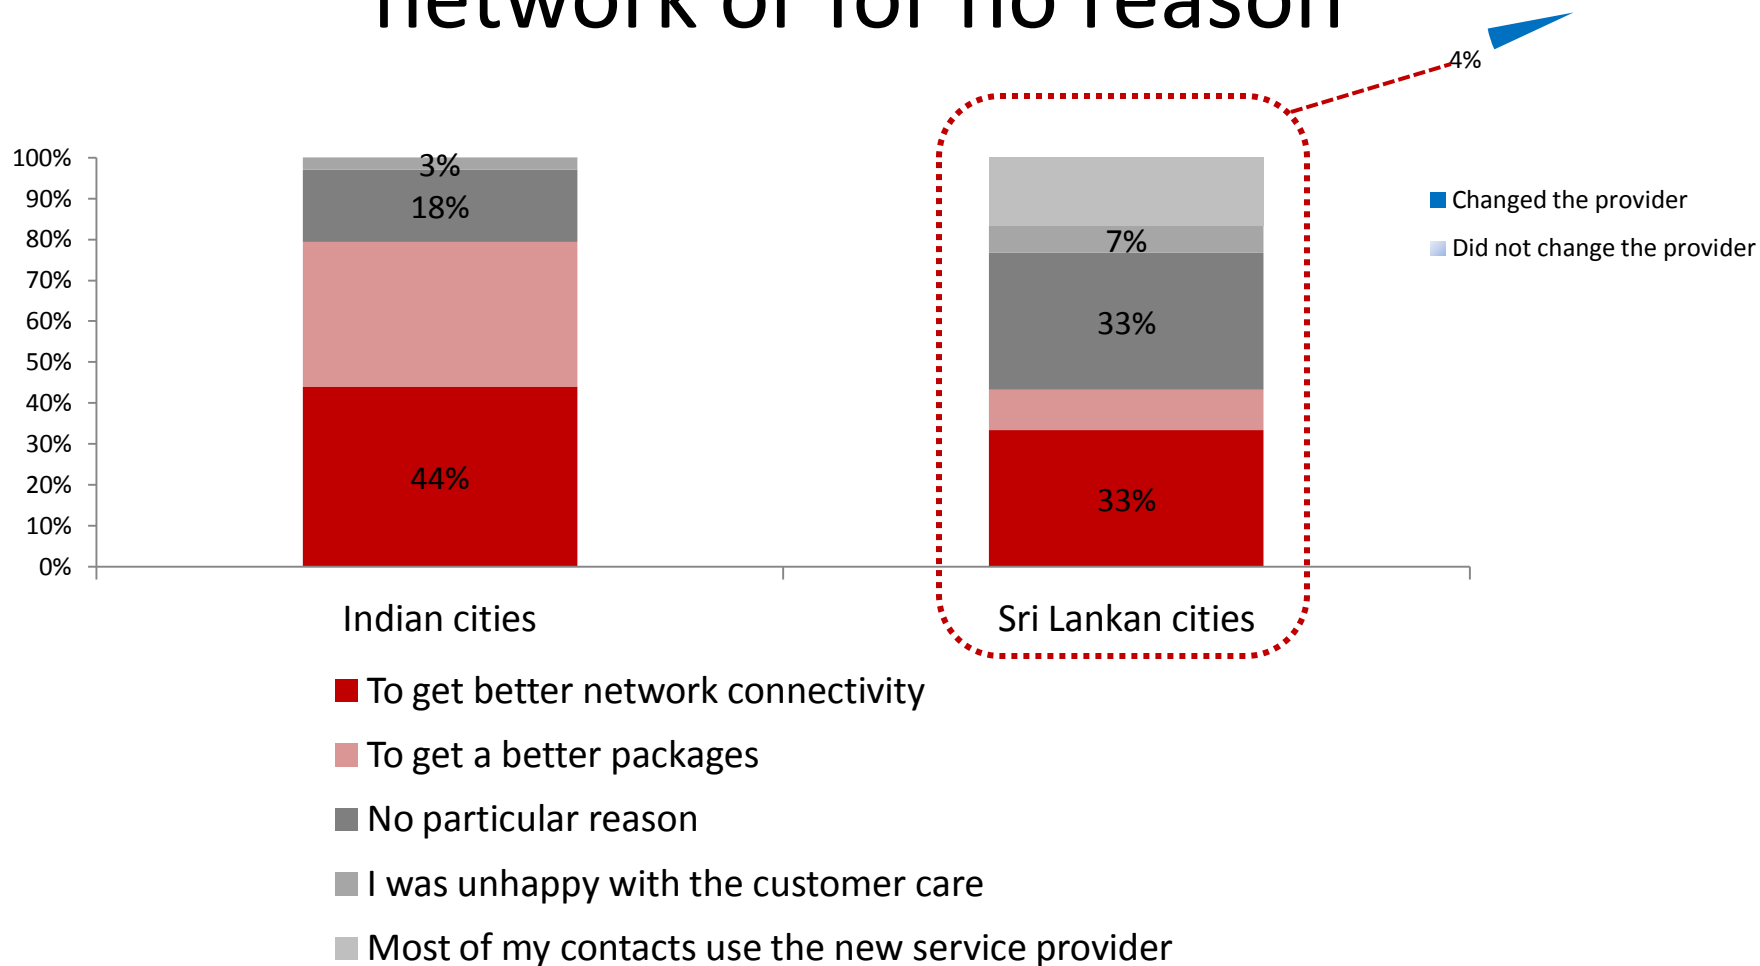 network or for no reason
4%
100%
90%
80%
70%
60%
50%
40%
30%
20%
10%
0%
3%
18%
44%
7%
33%
33%
Changed the provider
Did not change the provider
Indian cities
Sri Lankan cities
To get better network connectivity
To get a better packages
No particular reason
I was unhappy with the customer care
Most of my contacts use the new service provider